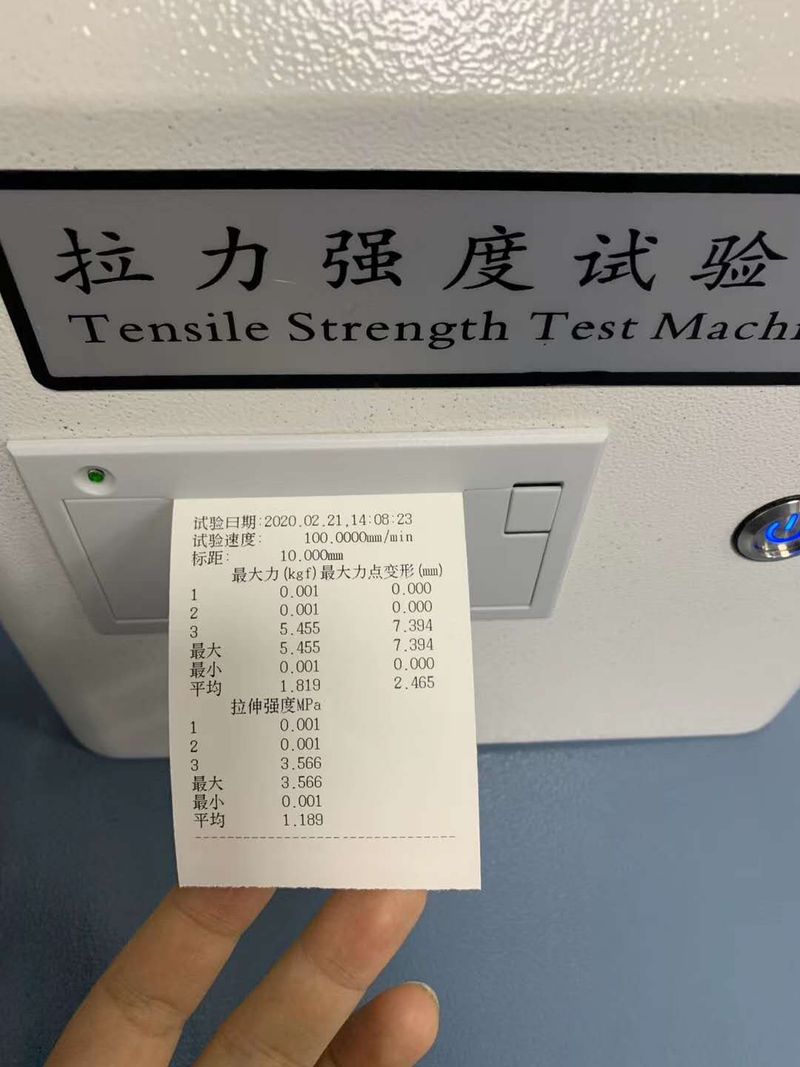 拉力强度试验
Tensile Strength Test Machi
试验日期:2020.02.21,14:08:23
试验速度: 100.0000mm/min
标距: 10.000mm
最大力(kgf) 最大力点变形(mm)
1 0.001 0.000
2 0.001 0.000
3 5.455 7.394
最大 5.455 7.394
最小 0.001 0.000
平均 1.819 2.465
拉伸强度MPa
1 0.001
2 0.001
3 3.566
最大 3.566
最小 0.001
平均 1.189